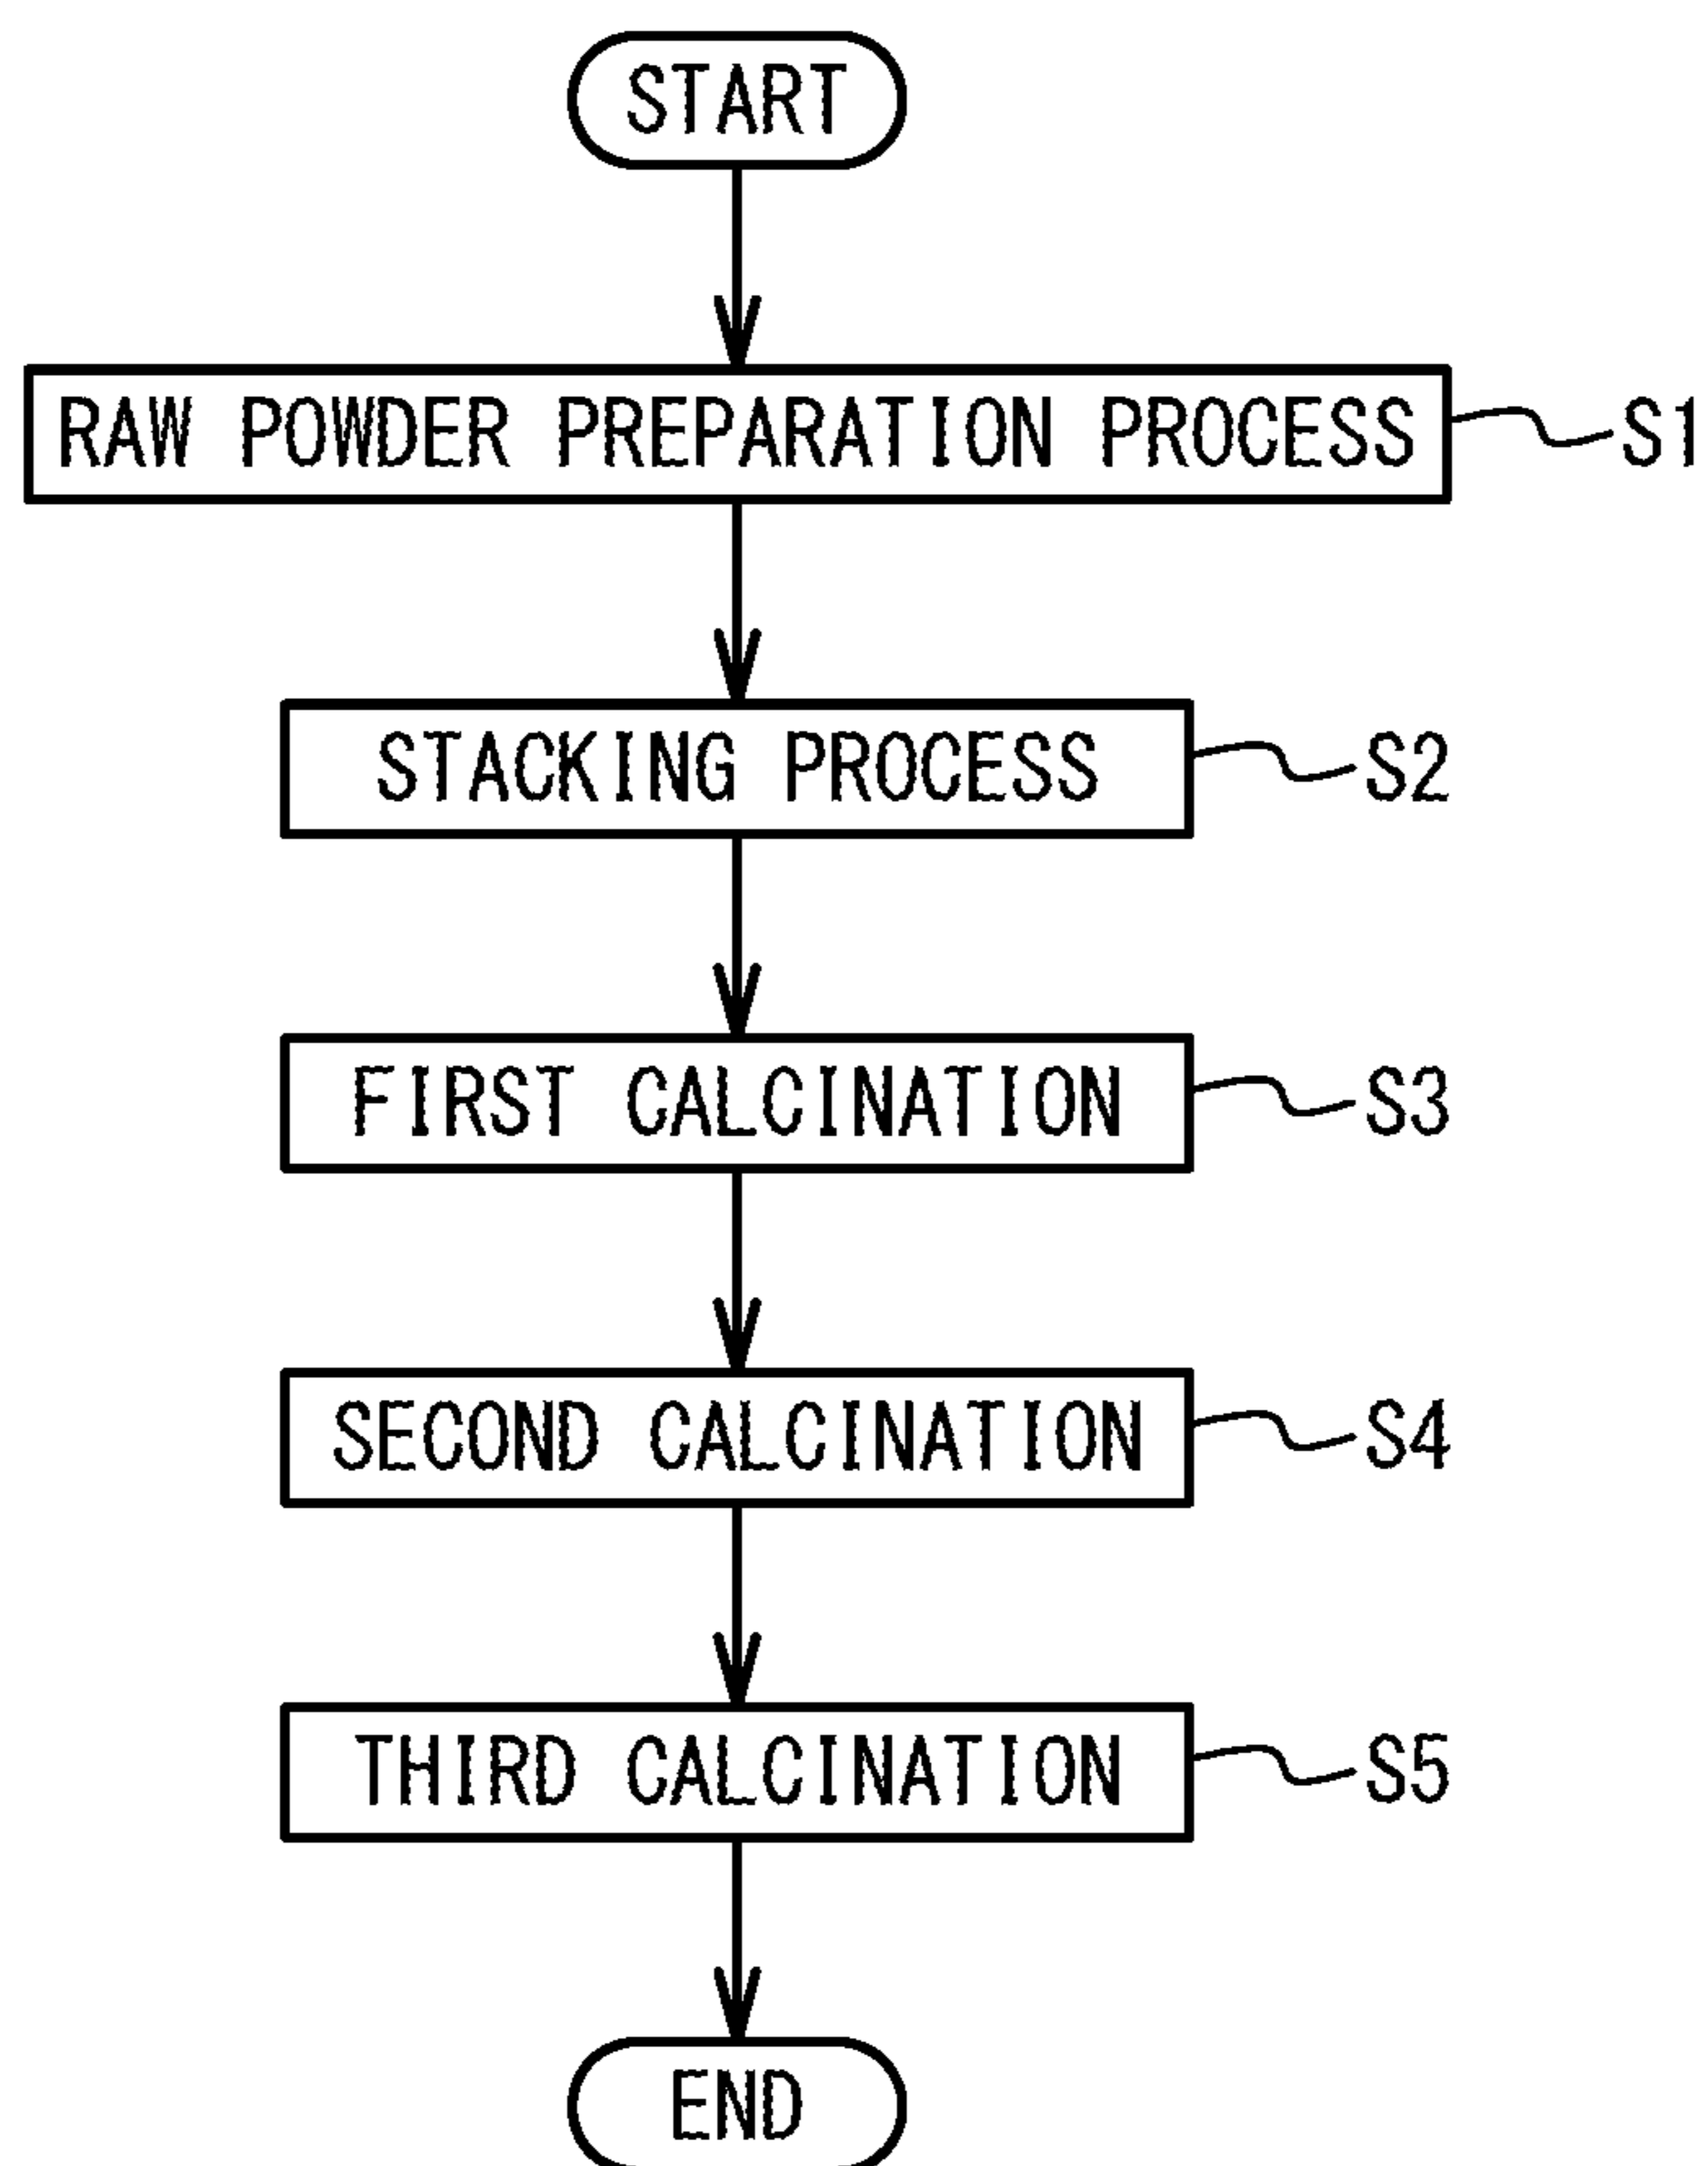 START
RAW POWDER PREPARATION PROCESS S1
STACKING PROCESS S2
FIRST CALCINATION S3
SECOND CALCINATION S4
THIRD CALCINATION S5
END